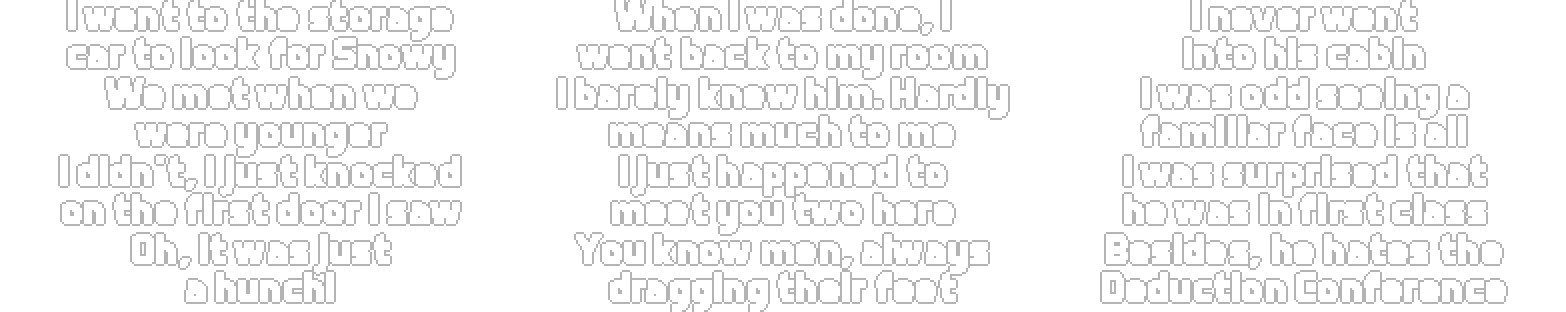 I went to the storage
car to look for Snowy
We met when we
were younger
I didn't, I just knocked
on the first door I saw
Oh, it was just
a hunch!
When I was done, I
went back to my room
I barely knew him. Hardly
means much to me
I just happened to
meet you two here
You know men, always
dragging their feet
I never went
into his cabin
I was odd seeing a
familiar face is all
I was surprised that
he was in first class
Besides, he hates the
Deduction Conference